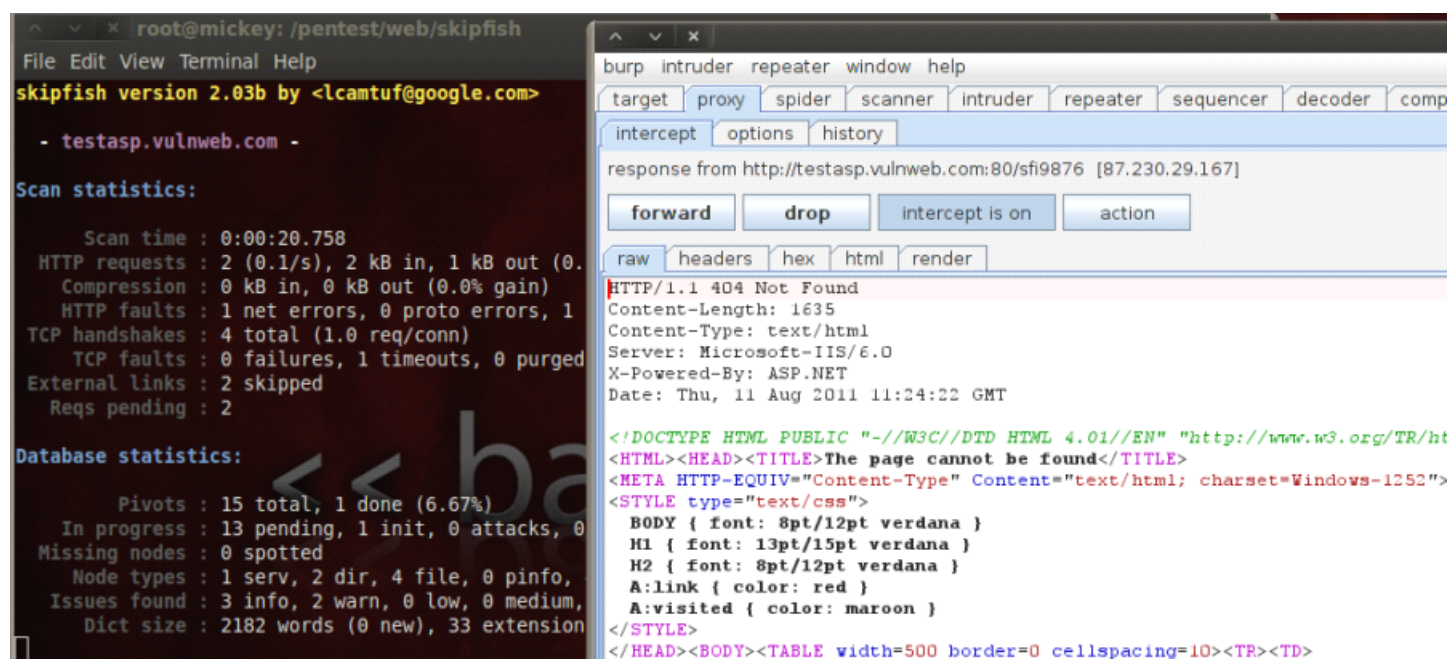 root@mickey: /pentest/web/skipfish
File Edit View Terminal Help
skipfish version 2.03b by <lcamtuf@google.com>
- testasp.vulnweb.com -
Scan statistics:
Scan time : 0:00:20.758
HTTP requests : 2 (0.1/s), 2 kB in, 1 kB out (0.
Compression : 0 kB in, 0 kB out (0.0% gain)
HTTP faults : 1 net errors, 0 proto errors, 1
TCP handshakes : 4 total (1.0 req/conn)
TCP faults : 0 failures, 1 timeouts, 0 purged
External links : 2 skipped
Reqs pending : 2
Database statistics:
Pivots : 15 total, 1 done (6.67%)
In progress : 13 pending, 1 init, 0 attacks, 0
Missing nodes : 0 spotted
Node types : 1 serv, 2 dir, 4 file, 0 pinfo,
Issues found : 3 info, 2 warn, 0 low, 0 medium,
Dict size : 2182 words (0 new), 33 extension
<< ba
burp intruder repeater window help
target proxy spider scanner intruder repeater sequencer decoder comp
intercept options history
response from http://testasp.vulnweb.com:80/sfi9876 [87.230.29.167]
forward drop intercept is on action
raw headers hex html render
HTTP/1.1 404 Not Found
Content-Length: 1635
Content-Type: text/html
Server: Microsoft-IIS/6.0
X-Powered-By: ASP.NET
Date: Thu, 11 Aug 2011 11:24:22 GMT
<!DOCTYPE HTML PUBLIC "-//W3C//DTD HTML 4.01//EN" "http://www.w3.org/TR/ht
<HTML><HEAD><TITLE>The page cannot be found</TITLE>
<META HTTP-EQUIV="Content-Type" Content="text/html; charset=Windows-1252">
<STYLE type="text/css">
BODY { font: 8pt/12pt verdana }
H1 { font: 13pt/15pt verdana }
H2 { font: 8pt/12pt verdana }
A:link { color: red }
A:visited { color: maroon }
</STYLE>
</HEAD><BODY><TABLE width=500 border=0 cellspacing=10><TR><TD>